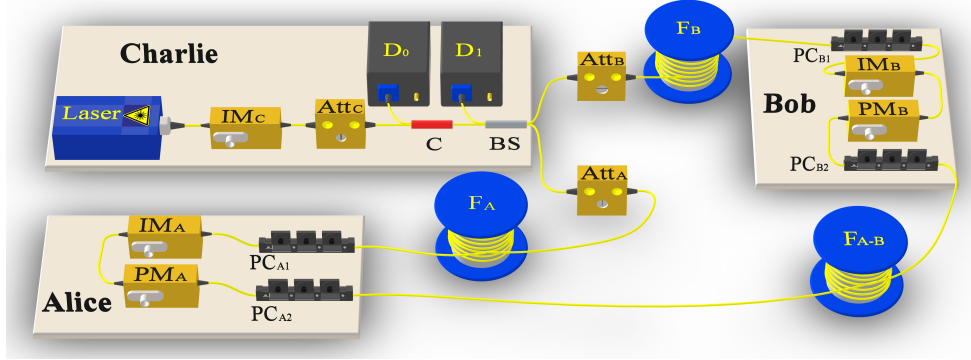 Charlie
D₀
D₁
Laser
IMC
AttC
C
BS
AttB
FB
PCB1
IMB
Bob
PMB
PCB2
AttA
FA
FA-B
IMA
PCA1
PMA
Alice
PCA2